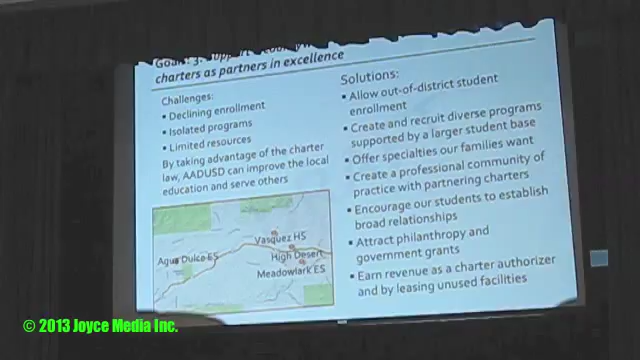 Goal: 3. Support
charters as partners in excellence
Challenges:
▪ Declining enrollment
▪ Isolated programs
▪ Limited resources
By taking advantage of the charter
law, AADUSD can improve the local
education and serve others
Vasquez HS
Agua Dulce ES
High Desert
Meadowlark ES
Solutions:
▪ Allow out-of-district student
enrollment
▪ Create and recruit diverse programs
supported by a larger student base
▪ Offer specialties our families want
▪ Create a professional community of
practice with partnering charters
▪ Encourage our students to establish
broad relationships
▪ Attract philanthropy and
government grants
▪ Earn revenue as a charter authorizer
and by leasing unused facilities
© 2013 Joyce Media Inc.